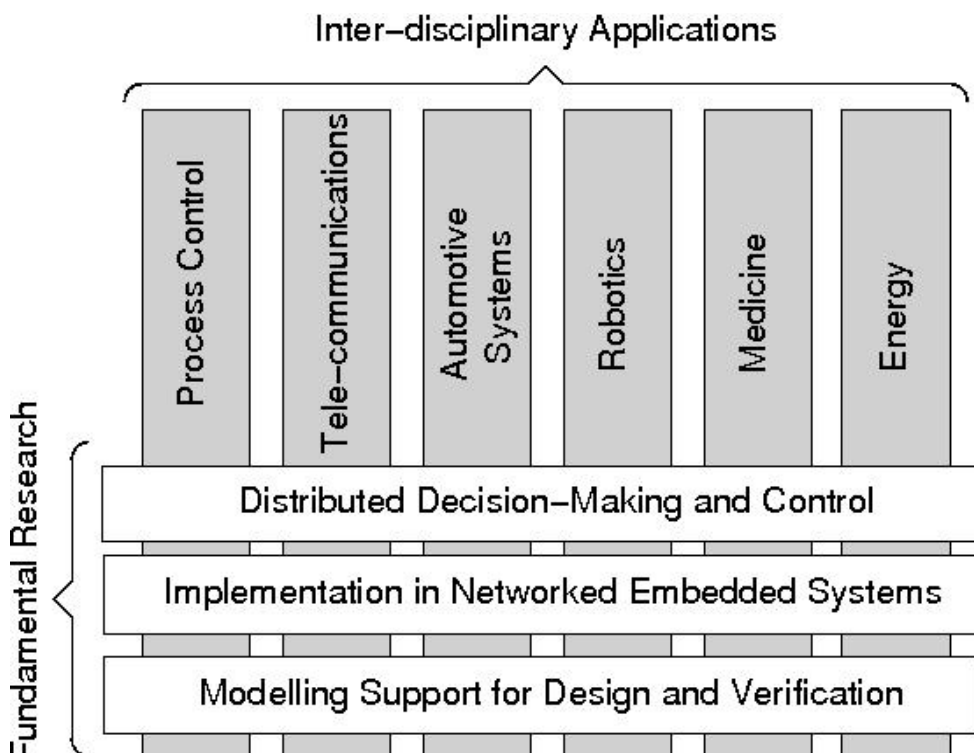 Inter-disciplinary Applications
Process Control
Tele-communications
Automotive
Systems
Robotics
Medicine
Energy
Fundamental Research
Distributed Decision-Making and Control
Implementation in Networked Embedded Systems
Modelling Support for Design and Verification